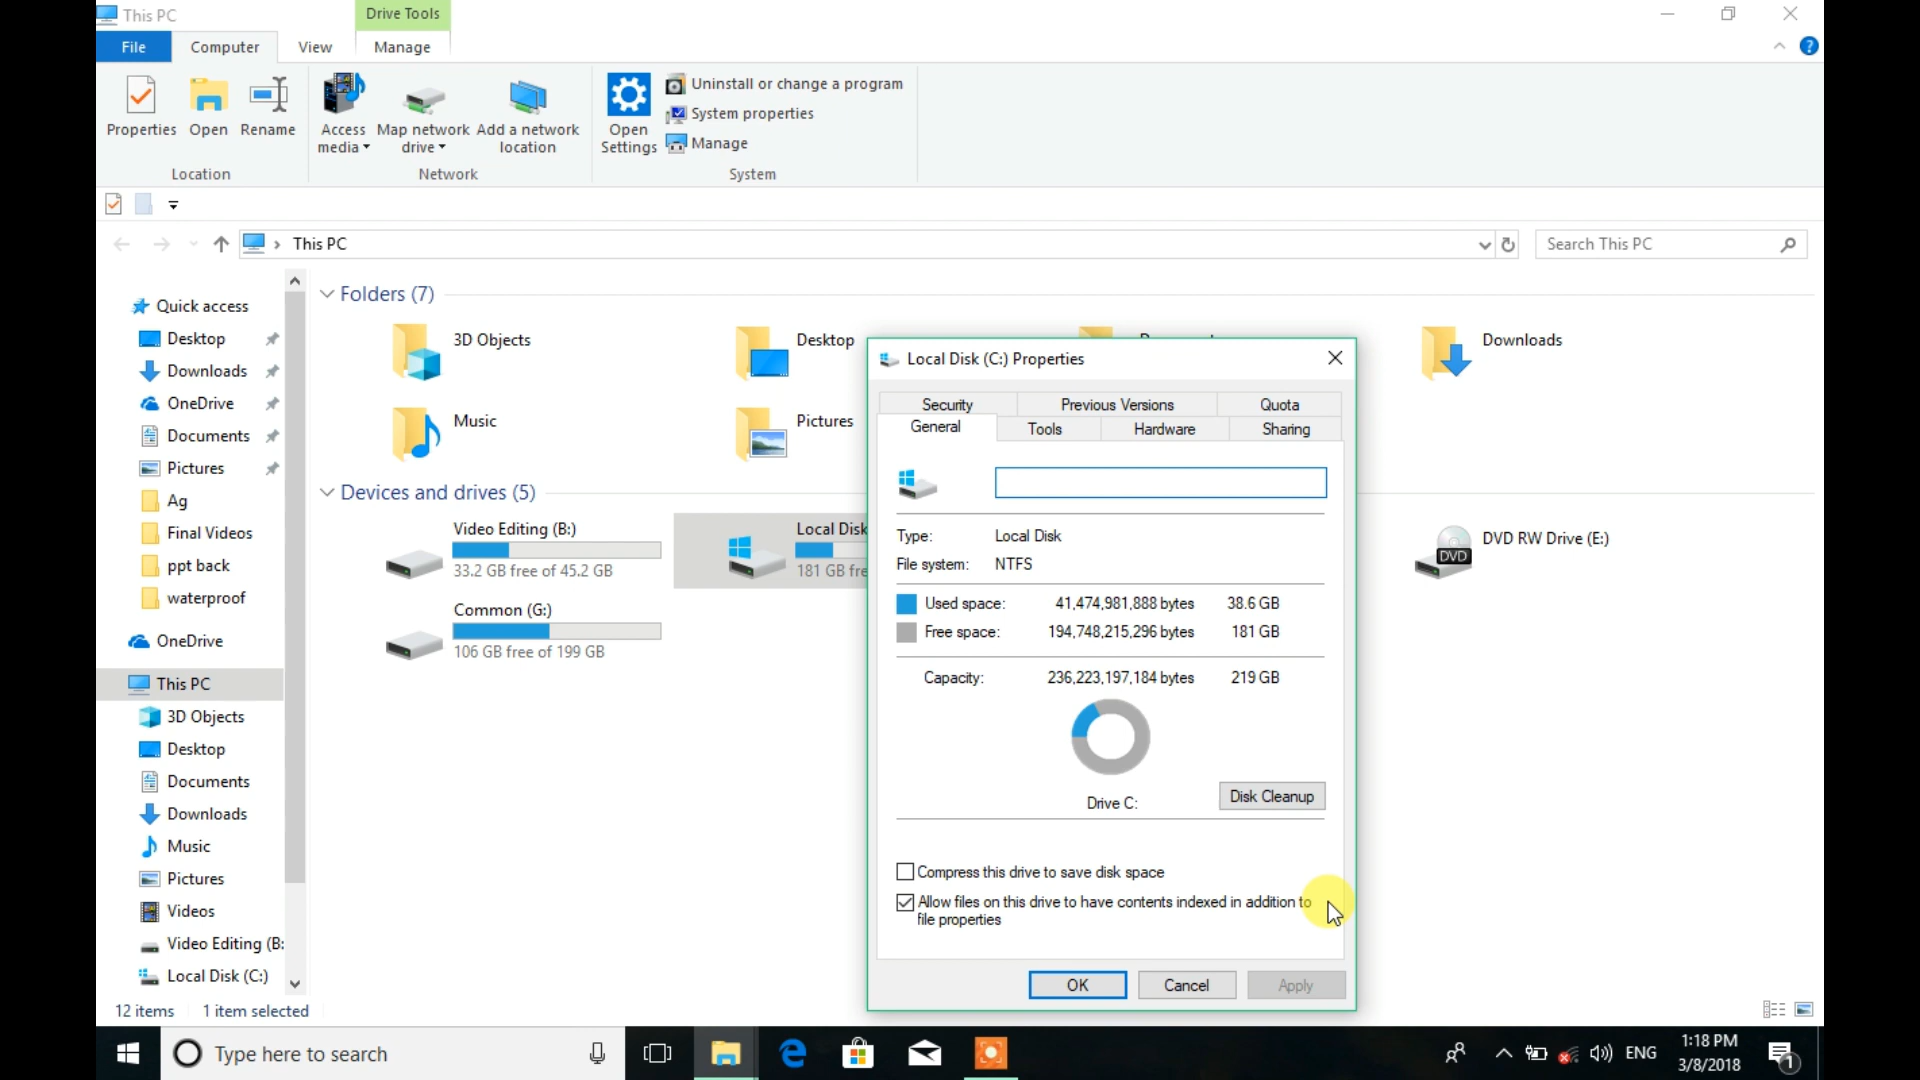 This PC
Drive Tools
File
Computer
View
Manage
Properties
Open
Rename
Access media
Map network drive
Add a network location
Open Settings
Uninstall or change a program
System properties
Manage
Location
Network
System
This PC
Search This PC
Quick access
Desktop
Downloads
OneDrive
Documents
Pictures
Ag
Final Videos
ppt back
waterproof
OneDrive
This PC
3D Objects
Desktop
Documents
Downloads
Music
Pictures
Videos
Video Editing (B:
Local Disk (C:)
Folders (7)
3D Objects
Desktop
Downloads
Music
Pictures
Devices and drives (5)
Video Editing (B:)
33.2 GB free of 45.2 GB
Local Disk
181 GB fre
DVD RW Drive (E:)
DVD
Common (G:)
106 GB free of 199 GB
Local Disk (C:) Properties
Security
Previous Versions
Quota
General
Tools
Hardware
Sharing
Type: Local Disk
File system: NTFS
Used space: 41,474,981,888 bytes 38.6 GB
Free space: 194,748,215,296 bytes 181 GB
Capacity: 236,223,197,184 bytes 219 GB
Drive C:
Disk Cleanup
Compress this drive to save disk space
Allow files on this drive to have contents indexed in addition to
file properties
OK
Cancel
Apply
12 items
1 item selected
Type here to search
ENG
1:18 PM
3/8/2018
1